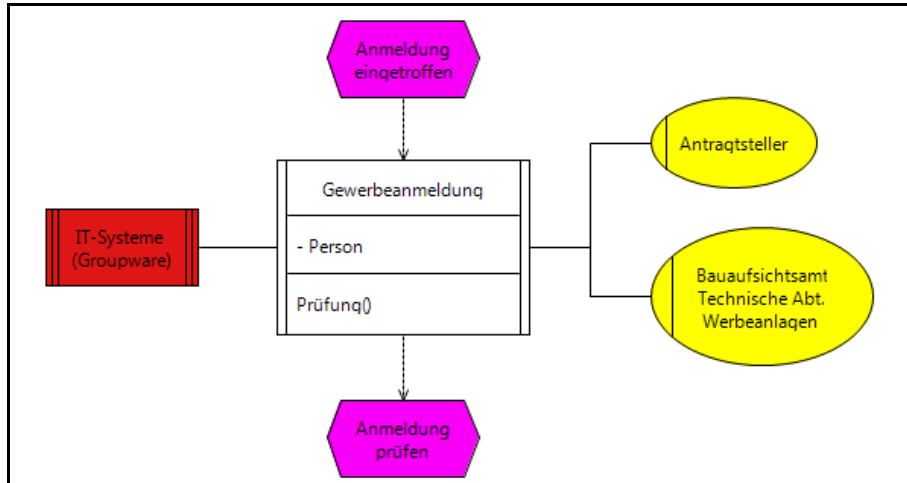 Anmeldung
eingetroffen
Antragtsteller
Gewerbeanmeldung
IT-Systeme
(Groupware)
- Person
Bauaufsichtsamt
Technische Abt.
Werbeanlagen
Prüfung()
Anmeldung
prüfen